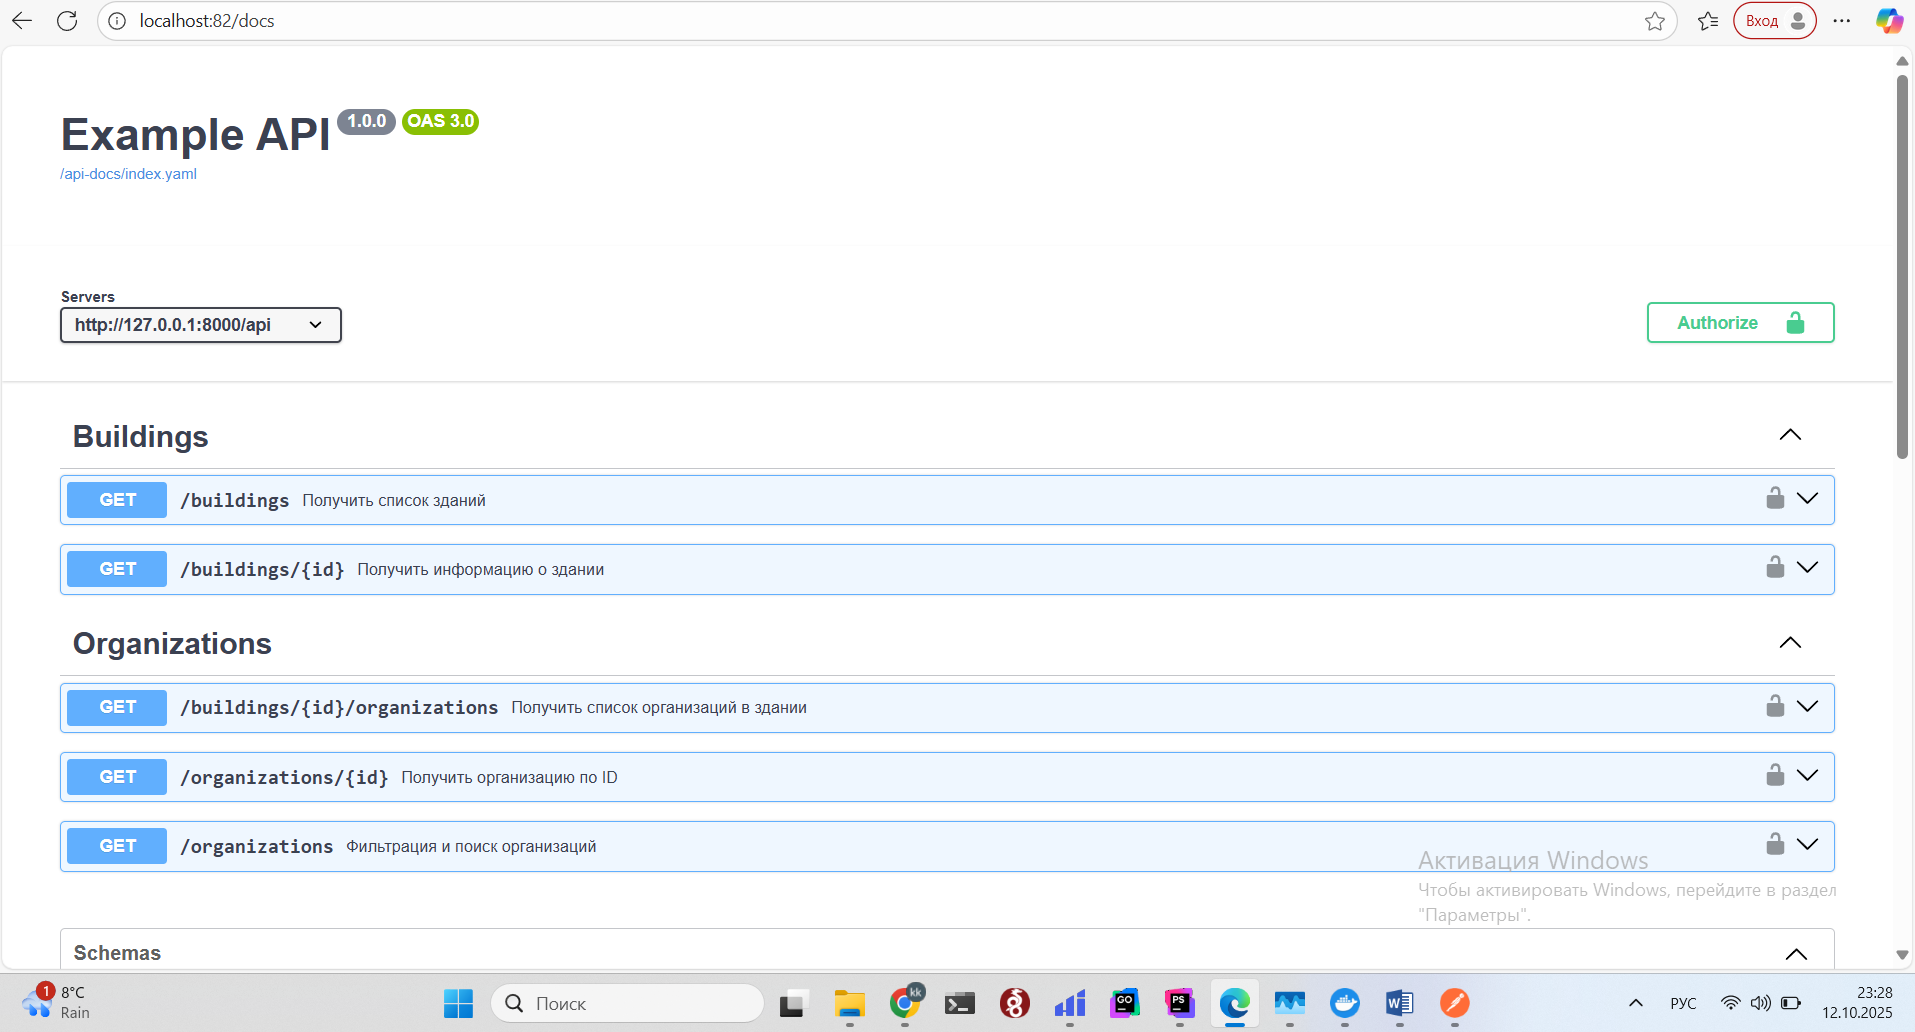 localhost:82/docs
Вход
Example API 1.0.0 OAS 3.0
/api-docs/index.yaml
Servers
http://127.0.0.1:8000/api
Authorize
Buildings
GET /buildings Получить список зданий
GET /buildings/{id} Получить информацию о здании
Organizations
GET /buildings/{id}/organizations Получить список организаций в здании
GET /organizations/{id} Получить организацию по ID
GET /organizations Фильтрация и поиск организаций
Активация Windows
Чтобы активировать Windows, перейдите в раздел
"Параметры".
Schemas
1
8°C
Rain
Поиск
kk
GO
PS
W
РУС
23:28
12.10.2025